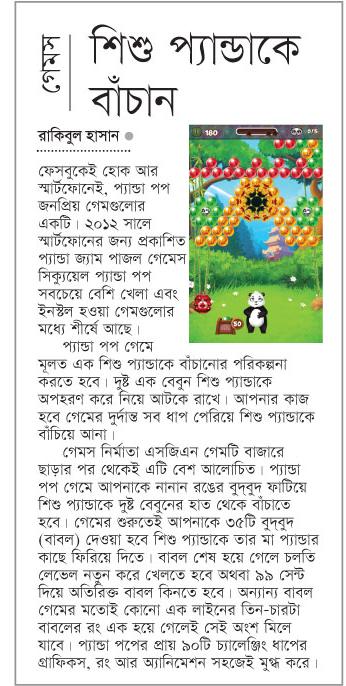 গেমস
শিশু প্যান্ডাকে
বাঁচান
রাকিবুল হাসান
180
0/5
50
ফেসবুকেই হোক আর
স্মার্টফোনেই, প্যান্ডা পপ
জনপ্রিয় গেমগুলোর
একটি। ২০১২ সালে
স্মার্টফোনের জন্য প্রকাশিত
প্যান্ডা জ্যাম পাজল গেমেস
সিক্যুয়েল প্যান্ডা পপ
সবচেয়ে বেশি খেলা এবং
ইনস্টল হওয়া গেমগুলোর
মধ্যে শীর্ষে আছে।
প্যান্ডা পপ গেমে
মূলত এক শিশু প্যান্ডাকে বাঁচানোর পরিকল্পনা
করতে হবে। দুষ্ট এক বেবুন শিশু প্যান্ডাকে
অপহরণ করে নিয়ে আটকে রাখে। আপনার কাজ
হবে গেমের দুর্দান্ত সব ধাপ পেরিয়ে শিশু প্যান্ডাকে
বাঁচিয়ে আনা।
গেমস নির্মাতা এসজিএন গেমটি বাজারে
ছাড়ার পর থেকেই এটি বেশ আলোচিত। প্যান্ডা
পপ গেমে আপনাকে নানান রঙের বুদ্‌বুদ ফাটিয়ে
শিশু প্যান্ডাকে দুষ্ট বেবুনের হাত থেকে বাঁচাতে
হবে। গেমের শুরুতেই আপনাকে ৩৫টি বুদ্‌বুদ
(বাবল) দেওয়া হবে শিশু প্যান্ডাকে তার মা প্যান্ডার
কাছে ফিরিয়ে দিতে। বাবল শেষ হয়ে গেলে চলতি
লেভেল নতুন করে খেলতে হবে অথবা ৯৯ সেন্ট
দিয়ে অতিরিক্ত বাবল কিনতে হবে। অন্যান্য বাবল
গেমের মতোই কোনো এক লাইনের তিন-চারটা
বাবলের রং এক হয়ে গেলেই সেই অংশ মিলে
যাবে। প্যান্ডা পপের প্রায় ৯০টি চ্যালেঞ্জিং ধাপের
গ্রাফিকস, রং আর অ্যানিমেশন সহজেই মুগ্ধ করে।